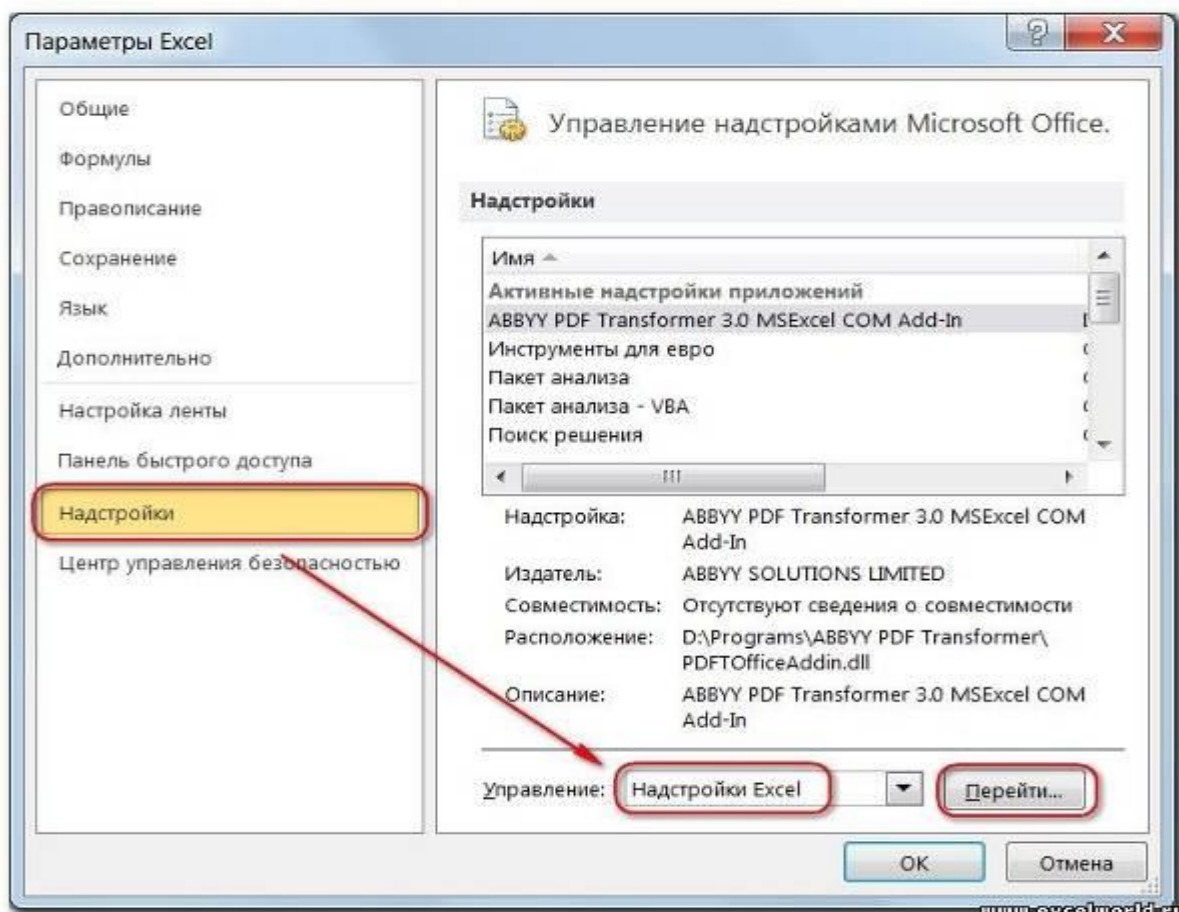 Параметры Excel
Общие
Формулы
Правописание
Сохранение
Язык
Дополнительно
Настройка ленты
Панель быстрого доступа
Надстройки
Центр управления безопасностью
Управление надстройками Microsoft Office.
Надстройки
Имя
Активные надстройки приложений
ABBYY PDF Transformer 3.0 MSExcel COM Add-In
Инструменты для евро
Пакет анализа
Пакет анализа - VBA
Поиск решения
Надстройка: ABBYY PDF Transformer 3.0 MSExcel COM
Add-In
Издатель: ABBYY SOLUTIONS LIMITED
Совместимость: Отсутствуют сведения о совместимости
Расположение: D:\Programs\ABBYY PDF Transformer\
PDFTOfficeAddin.dll
Описание: ABBYY PDF Transformer 3.0 MSExcel COM
Add-In
Управление: Надстройки Excel Перейти...
ОК Отмена